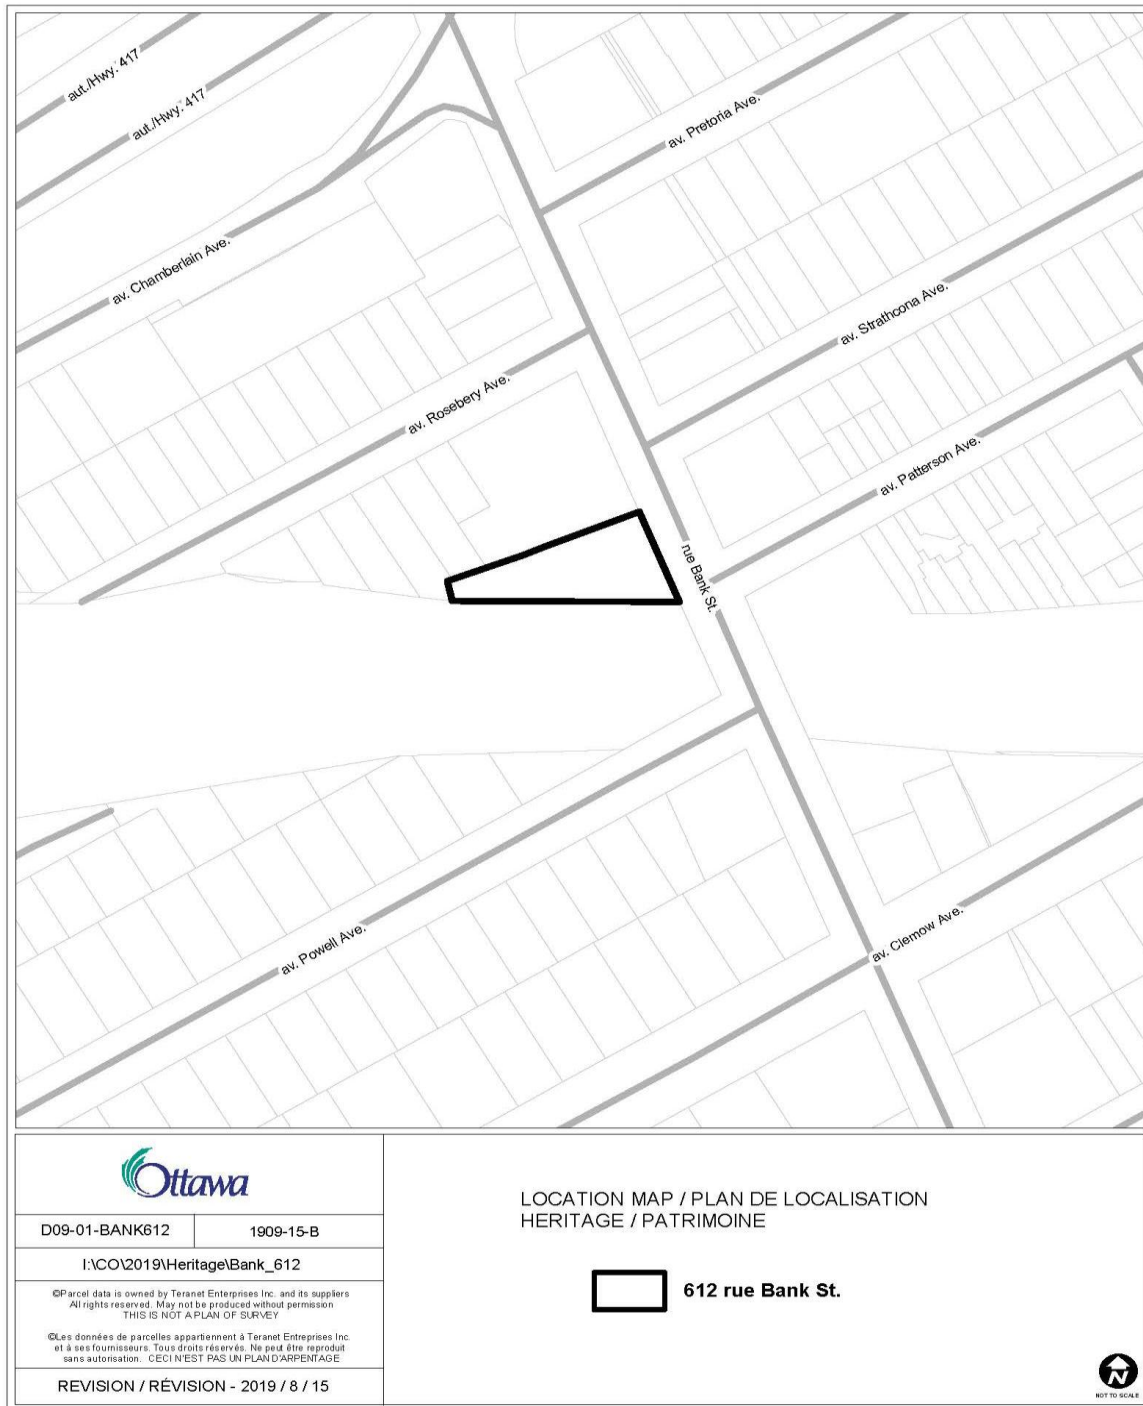 aut./Hwy. 417
aut./Hwy. 417
av. Pretoria Ave.
av. Chamberlain Ave.
av. Strathcona Ave.
av. Rosebery Ave.
av. Patterson Ave.
rue Bank St.
av. Powell Ave.
av. Clemow Ave.
Ottawa
D09-01-BANK612
1909-15-B
I:\CO\2019\Heritage\Bank_612
©Parcel data is owned by Teranet Enterprises Inc. and its suppliers
All rights reserved. May not be produced without permission
THIS IS NOT A PLAN OF SURVEY
©Les données de parcelles appartiennent à Teranet Entreprises Inc.
et à ses fournisseurs. Tous droits réservés. Ne peut être reproduit
sans autorisation. CECI N'EST PAS UN PLAN D'ARPENTAGE
REVISION / RÉVISION - 2019 / 8 / 15
LOCATION MAP / PLAN DE LOCALISATION
HERITAGE / PATRIMOINE
612 rue Bank St.
N
NOT TO SCALE